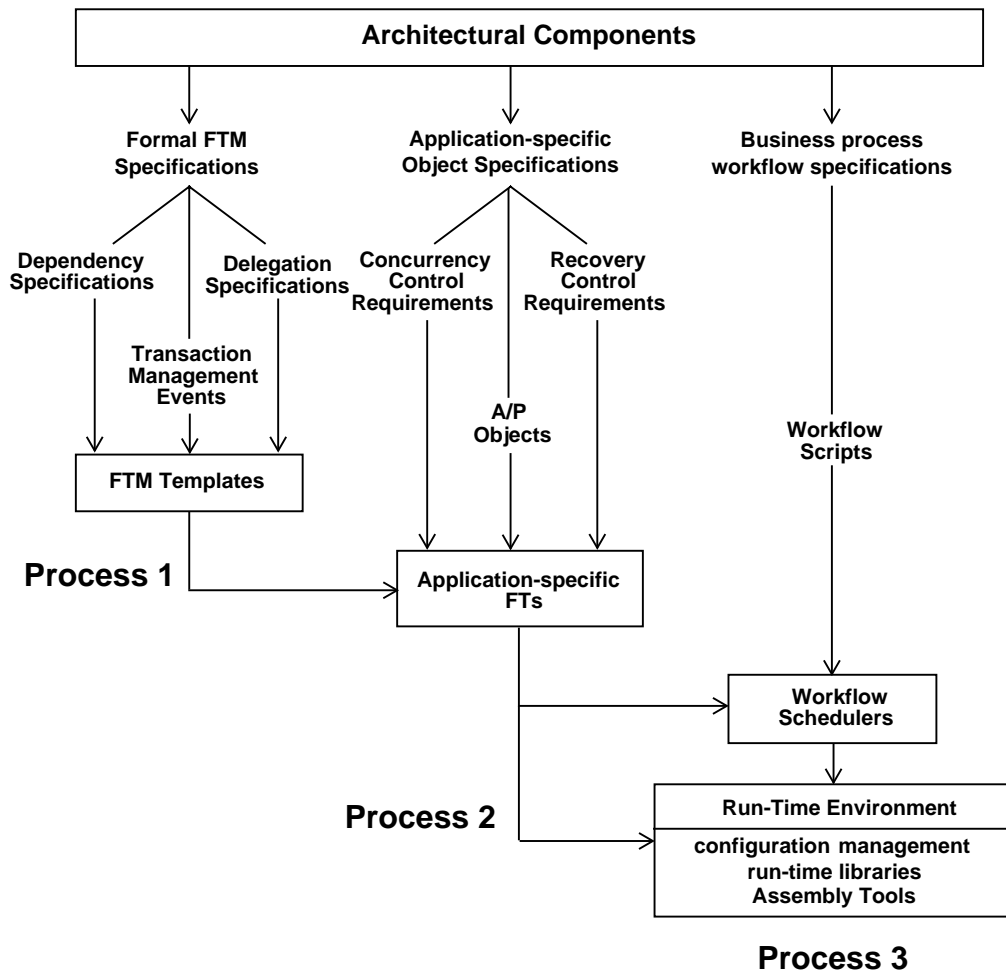 Architectural Components
Formal FTM
Specifications
Application-specific
Object Specifications
Business process
workflow specifications
Dependency
Specifications
Delegation
Specifications
Concurrency
Control
Requirements
Recovery
Control
Requirements
Transaction
Management
Events
A/P
Objects
Workflow
Scripts
FTM Templates
Process 1
Application-specific
FTs
Workflow
Schedulers
Process 2
Run-Time Environment
configuration management
run-time libraries
Assembly Tools
Process 3